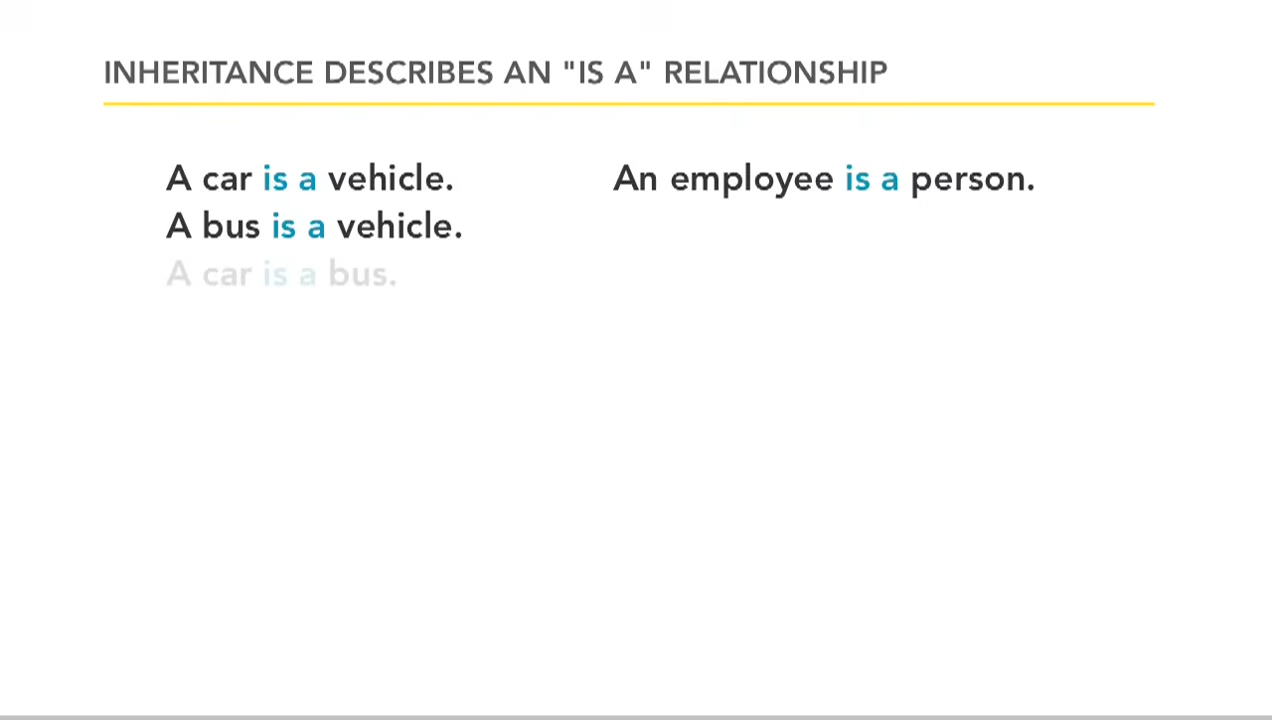 INHERITANCE DESCRIBES AN "IS A" RELATIONSHIP
A car is a vehicle.
A bus is a vehicle.
A car is a bus.
An employee is a person.